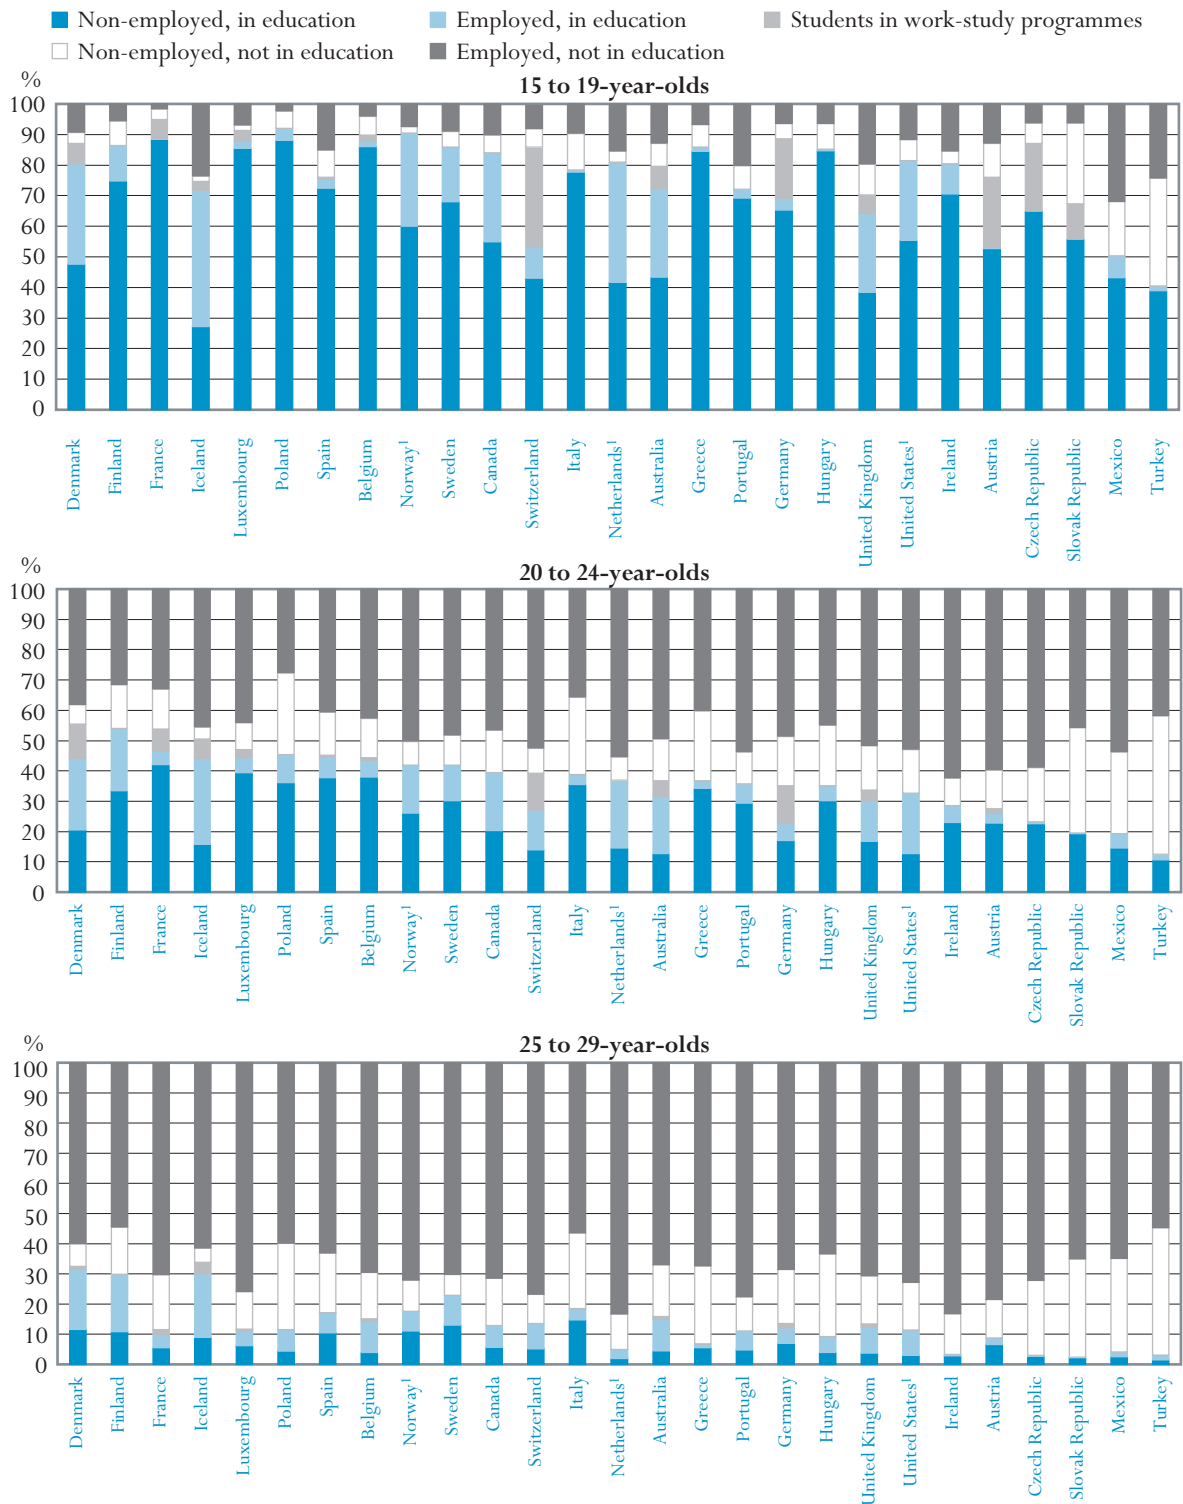 Non-employed, in education Employed, in education Students in work-study programmes
Non-employed, not in education Employed, not in education
%
15 to 19-year-olds
100
90
80
70
60
50
40
30
20
10
0
Denmark
Finland
France
Iceland
Luxembourg
Poland
Spain
Belgium
Norway¹
Sweden
Canada
Switzerland
Italy
Netherlands¹
Australia
Greece
Portugal
Germany
Hungary
United Kingdom
United States¹
Ireland
Austria
Czech Republic
Slovak Republic
Mexico
Turkey
%
20 to 24-year-olds
100
90
80
70
60
50
40
30
20
10
0
Denmark
Finland
France
Iceland
Luxembourg
Poland
Spain
Belgium
Norway¹
Sweden
Canada
Switzerland
Italy
Netherlands¹
Australia
Greece
Portugal
Germany
Hungary
United Kingdom
United States¹
Ireland
Austria
Czech Republic
Slovak Republic
Mexico
Turkey
%
25 to 29-year-olds
100
90
80
70
60
50
40
30
20
10
0
Denmark
Finland
France
Iceland
Luxembourg
Poland
Spain
Belgium
Norway¹
Sweden
Canada
Switzerland
Italy
Netherlands¹
Australia
Greece
Portugal
Germany
Hungary
United Kingdom
United States¹
Ireland
Austria
Czech Republic
Slovak Republic
Mexico
Turkey